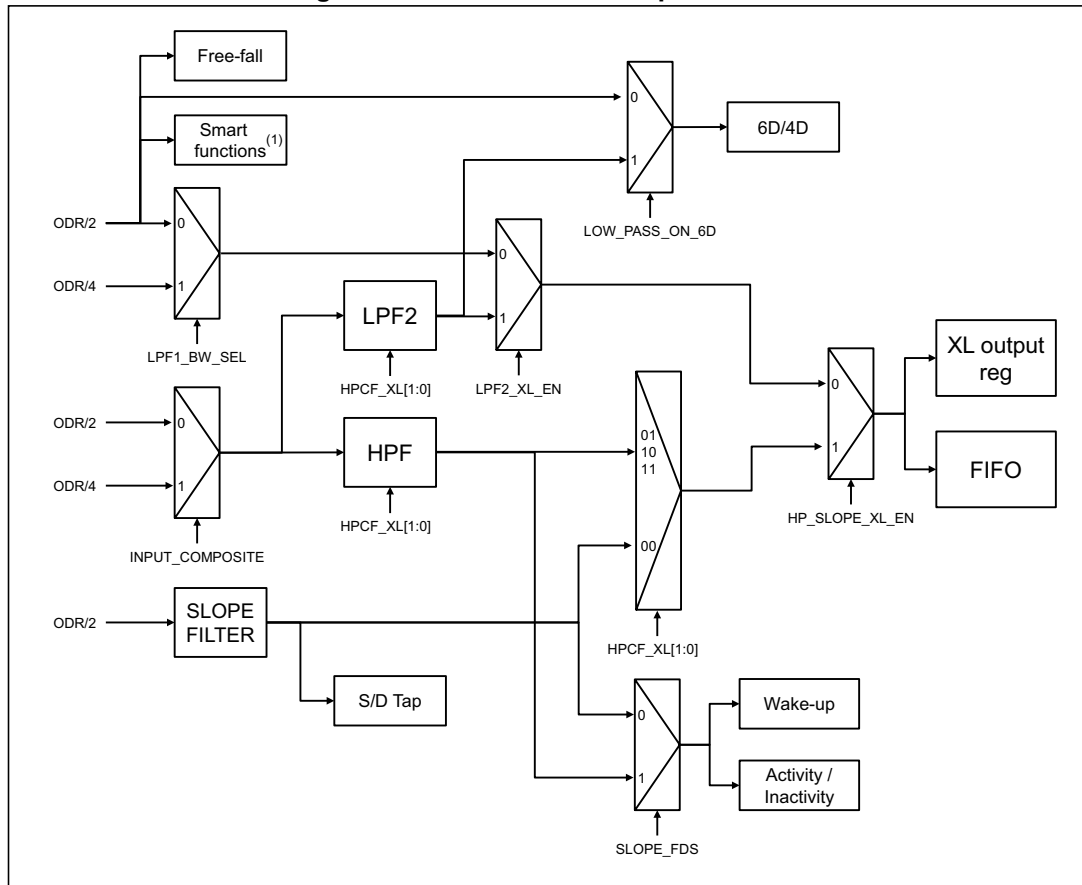 Free-fall
Smart
functions(1)
0
1
6D/4D
LOW_PASS_ON_6D
ODR/2
0
ODR/4
1
LPF1_BW_SEL
0
1
LPF2_XL_EN
LPF2
HPCF_XL[1:0]
XL output
reg
0
1
HP_SLOPE_XL_EN
FIFO
ODR/2
0
ODR/4
1
INPUT_COMPOSITE
HPF
HPCF_XL[1:0]
01
10
11
00
HPCF_XL[1:0]
ODR/2
SLOPE
FILTER
S/D Tap
0
1
SLOPE_FDS
Wake-up
Activity /
Inactivity